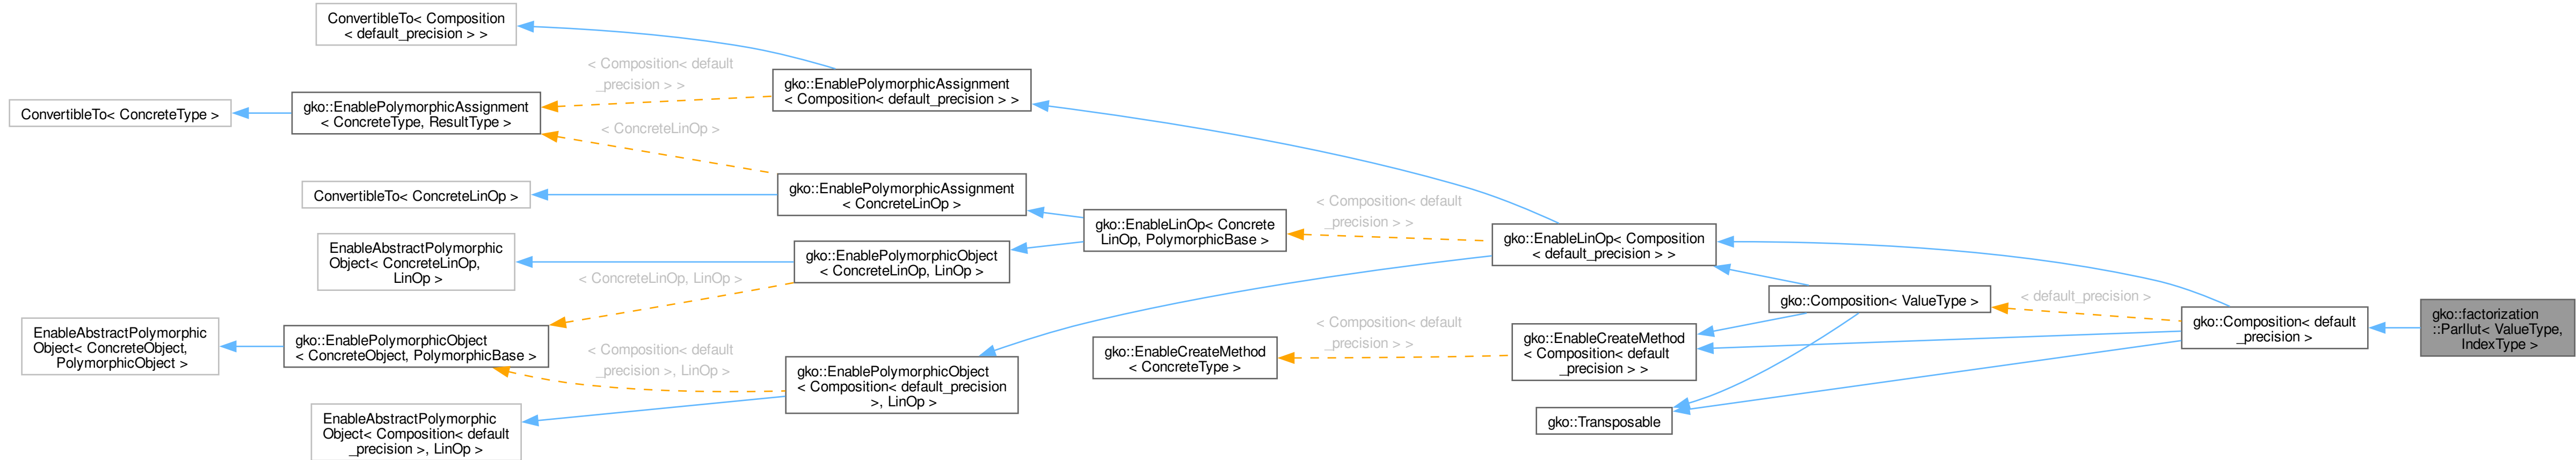 ConvertibleTo< Composition
< default_precision > >
ConvertibleTo< ConcreteType >
gko::EnablePolymorphicAssignment
< ConcreteType, ResultType >
< Composition< default
_precision > >
< ConcreteLinOp >
gko::EnablePolymorphicAssignment
< Composition< default_precision > >
ConvertibleTo< ConcreteLinOp >
gko::EnablePolymorphicAssignment
< ConcreteLinOp >
EnableAbstractPolymorphic
Object< ConcreteLinOp,
LinOp >
gko::EnablePolymorphicObject
< ConcreteLinOp, LinOp >
gko::EnableLinOp< Concrete
LinOp, PolymorphicBase >
< Composition< default
_precision > >
gko::EnableLinOp< Composition
< default_precision > >
< ConcreteLinOp, LinOp >
EnableAbstractPolymorphic
Object< ConcreteObject,
PolymorphicObject >
gko::EnablePolymorphicObject
< ConcreteObject, PolymorphicBase >
< Composition< default
_precision >, LinOp >
gko::EnablePolymorphicObject
< Composition< default_precision
>, LinOp >
EnableAbstractPolymorphic
Object< Composition< default
_precision >, LinOp >
gko::EnableCreateMethod
< ConcreteType >
< Composition< default
_precision > >
gko::EnableCreateMethod
< Composition< default
_precision > >
gko::Transposable
gko::Composition< ValueType >
< default_precision >
gko::Composition< default
_precision >
gko::factorization
::ParIlut< ValueType,
IndexType >